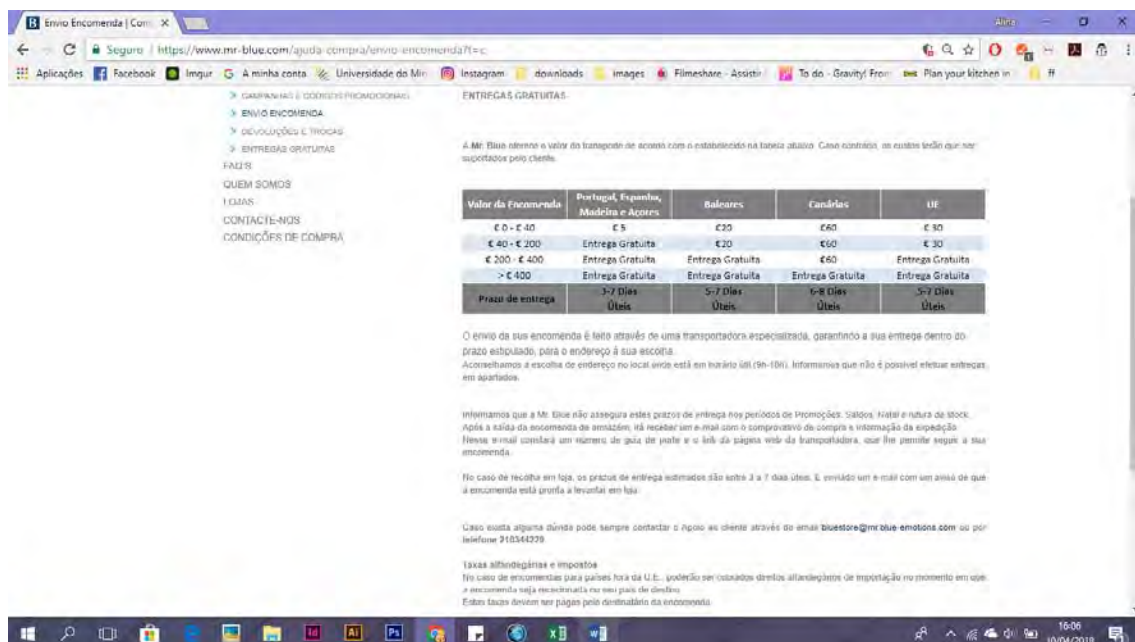 Envio Encomenda | Com
Aline
Seguro | https://www.mr-blue.com/ajuda-compra/envio-encomenda?t=c
Aplicações Facebook Imgur A minha conta Universidade do Min Instagram downloads images Filmeshare - Assistir To do - Gravity! From Plan your kitchen in ff
> CAMPANHAS E CÓDIGOS PROMOCIONAIS
> ENVIO ENCOMENDA
> DEVOLUÇÕES E TROCAS
> ENTREGAS GRATUITAS
FAQ'S
QUEM SOMOS
LOJAS
CONTACTE-NOS
CONDIÇÕES DE COMPRA
ENTREGAS GRATUITAS
A Mr. Blue oferece o valor do transporte de acordo com o estabelecido na tabela abaixo. Caso contrário, os custos terão que ser
suportados pelo cliente.
Valor da Encomenda Portugal, Espanha, Madeira e Açores Baleares Canárias UE
€ 0 - € 40 € 5 €20 €60 € 30
€ 40 - € 200 Entrega Gratuita €20 €60 € 30
€ 200 - € 400 Entrega Gratuita Entrega Gratuita €60 Entrega Gratuita
> € 400 Entrega Gratuita Entrega Gratuita Entrega Gratuita Entrega Gratuita
Prazo de entrega 3-7 Dias Úteis 5-7 Dias Úteis 6-8 Dias Úteis 5-7 Dias Úteis
O envio da sua encomenda é feito através de uma transportadora especializada, garantindo a sua entrega dentro do
prazo estipulado, para o endereço à sua escolha.
Aconselhamos a escolha de endereço no local onde está em horário útil (9h-18h). Informamos que não é possível efetuar entregas
em apartados.
Informamos que a Mr. Blue não assegura estes prazos de entrega nos períodos de Promoções, Saldos, Natal e rutura de stock.
Após a saída da encomenda de armazém, irá receber um e-mail com o comprovativo de compra e informação da expedição.
Nesse e-mail constará um número de guia de porte e o link da página web da transportadora, que lhe permite seguir a sua
encomenda.
No caso de recolha em loja, os prazos de entrega estimados são entre 3 a 7 dias úteis. É enviado um e-mail com um aviso de que
a encomenda está pronta a levantar em loja.
Caso exista alguma dúvida pode sempre contactar o Apoio ao cliente através do email bluestore@mr-blue-emotions.com ou por
telefone 210344220
Taxas alfandegárias e impostos
No caso de encomendas para países fora da U.E., poderão ser cobrados direitos alfandegários de importação no momento em que
a encomenda seja rececionada no seu país de destino.
Estas taxas devem ser pagas pelo destinatário da encomenda.
16:06
10/04/2018